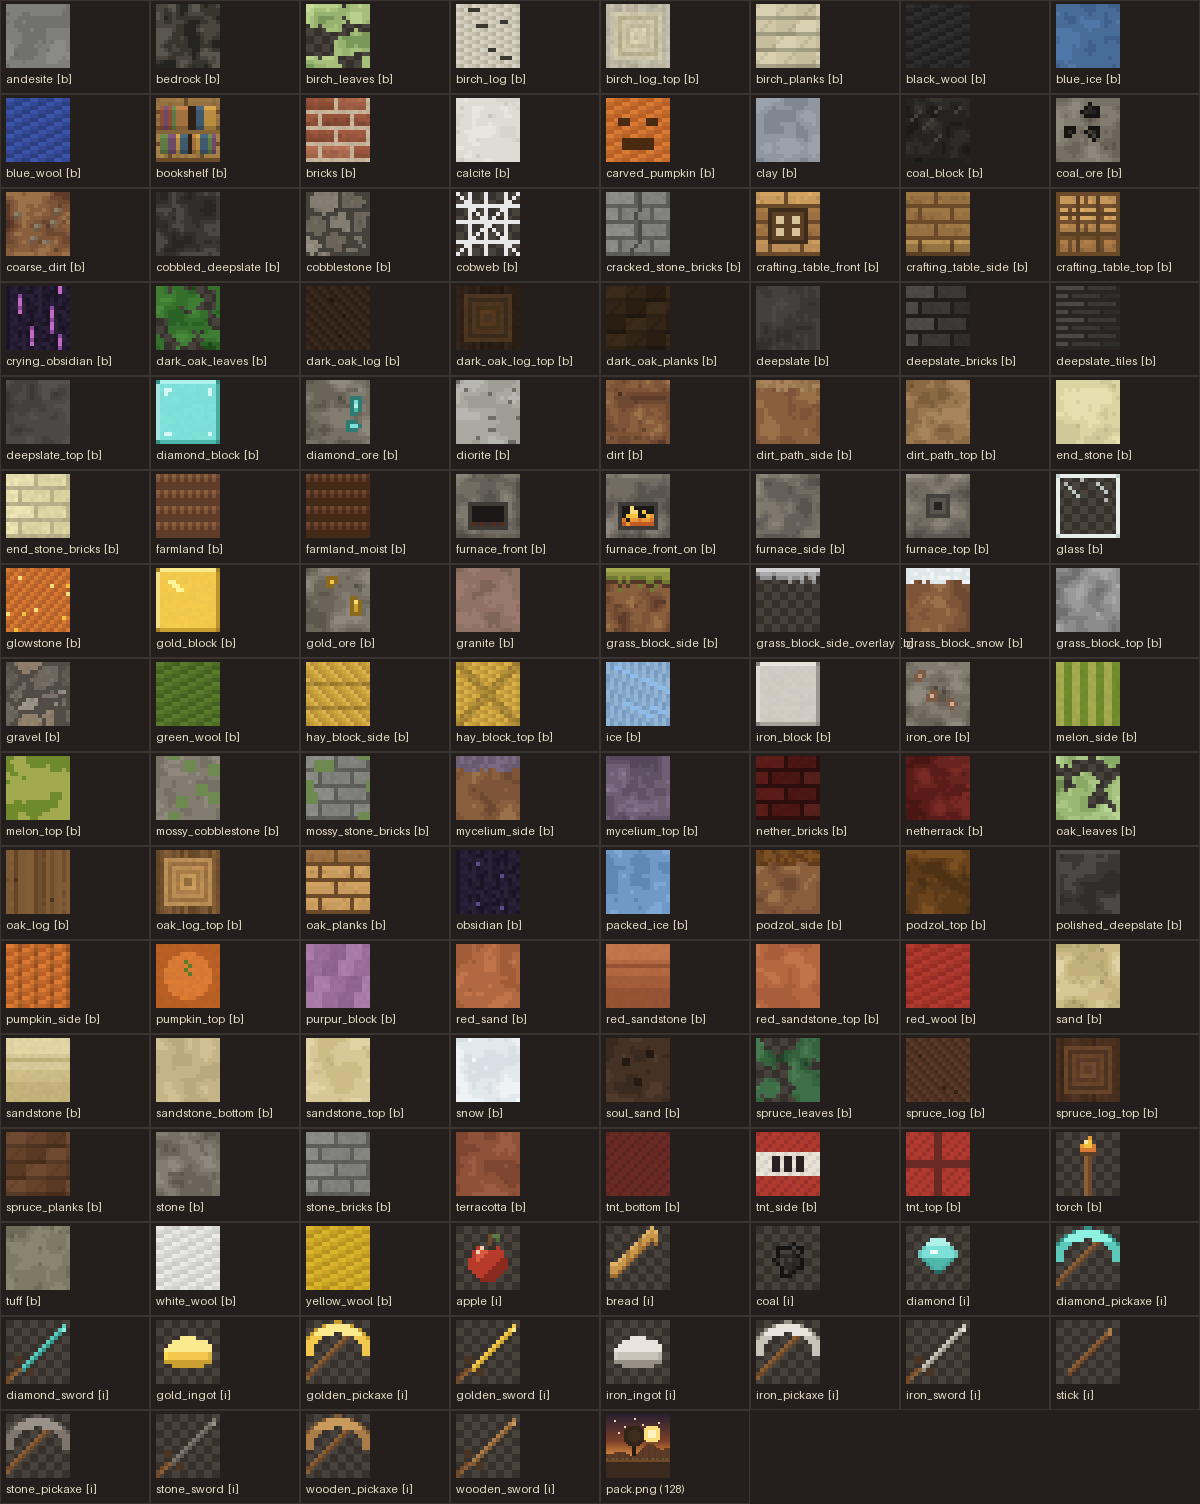 andesite [b] bedrock [b] birch_leaves [b] birch_log [b] birch_log_top [b] birch_planks [b] black_wool [b] blue_ice [b]
blue_wool [b] bookshelf [b] bricks [b] calcite [b] carved_pumpkin [b] clay [b] coal_block [b] coal_ore [b]
coarse_dirt [b] cobbled_deepslate [b] cobblestone [b] cobweb [b] cracked_stone_bricks [b] crafting_table_front [b] crafting_table_side [b] crafting_table_top [b]
crying_obsidian [b] dark_oak_leaves [b] dark_oak_log [b] dark_oak_log_top [b] dark_oak_planks [b] deepslate [b] deepslate_bricks [b] deepslate_tiles [b]
deepslate_top [b] diamond_block [b] diamond_ore [b] diorite [b] dirt [b] dirt_path_side [b] dirt_path_top [b] end_stone [b]
end_stone_bricks [b] farmland [b] farmland_moist [b] furnace_front [b] furnace_front_on [b] furnace_side [b] furnace_top [b] glass [b]
glowstone [b] gold_block [b] gold_ore [b] granite [b] grass_block_side [b] grass_block_side_overlay [b] grass_block_snow [b] grass_block_top [b]
gravel [b] green_wool [b] hay_block_side [b] hay_block_top [b] ice [b] iron_block [b] iron_ore [b] melon_side [b]
melon_top [b] mossy_cobblestone [b] mossy_stone_bricks [b] mycelium_side [b] mycelium_top [b] nether_bricks [b] netherrack [b] oak_leaves [b]
oak_log [b] oak_log_top [b] oak_planks [b] obsidian [b] packed_ice [b] podzol_side [b] podzol_top [b] polished_deepslate [b]
pumpkin_side [b] pumpkin_top [b] purpur_block [b] red_sand [b] red_sandstone [b] red_sandstone_top [b] red_wool [b] sand [b]
sandstone [b] sandstone_bottom [b] sandstone_top [b] snow [b] soul_sand [b] spruce_leaves [b] spruce_log [b] spruce_log_top [b]
spruce_planks [b] stone [b] stone_bricks [b] terracotta [b] tnt_bottom [b] tnt_side [b] tnt_top [b] torch [b]
tuff [b] white_wool [b] yellow_wool [b] apple [i] bread [i] coal [i] diamond [i] diamond_pickaxe [i]
diamond_sword [i] gold_ingot [i] golden_pickaxe [i] golden_sword [i] iron_ingot [i] iron_pickaxe [i] iron_sword [i] stick [i]
stone_pickaxe [i] stone_sword [i] wooden_pickaxe [i] wooden_sword [i] pack.png (128)